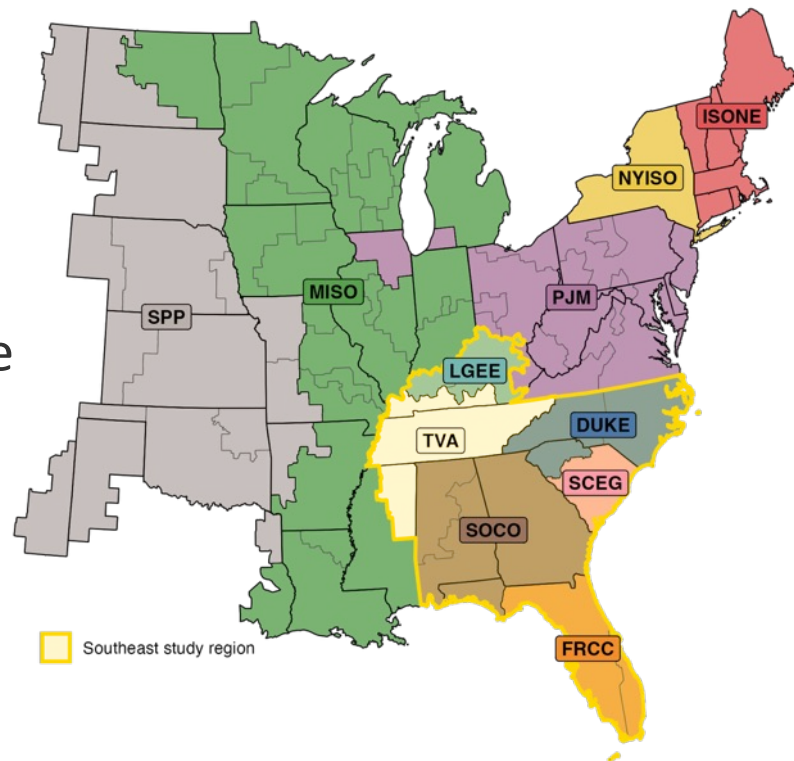 ISONE
NYISO
PJM
MISO
SPP
e
LGEE
DUKE
TVA
SCEG
SOCO
FRCC
Southeast study region